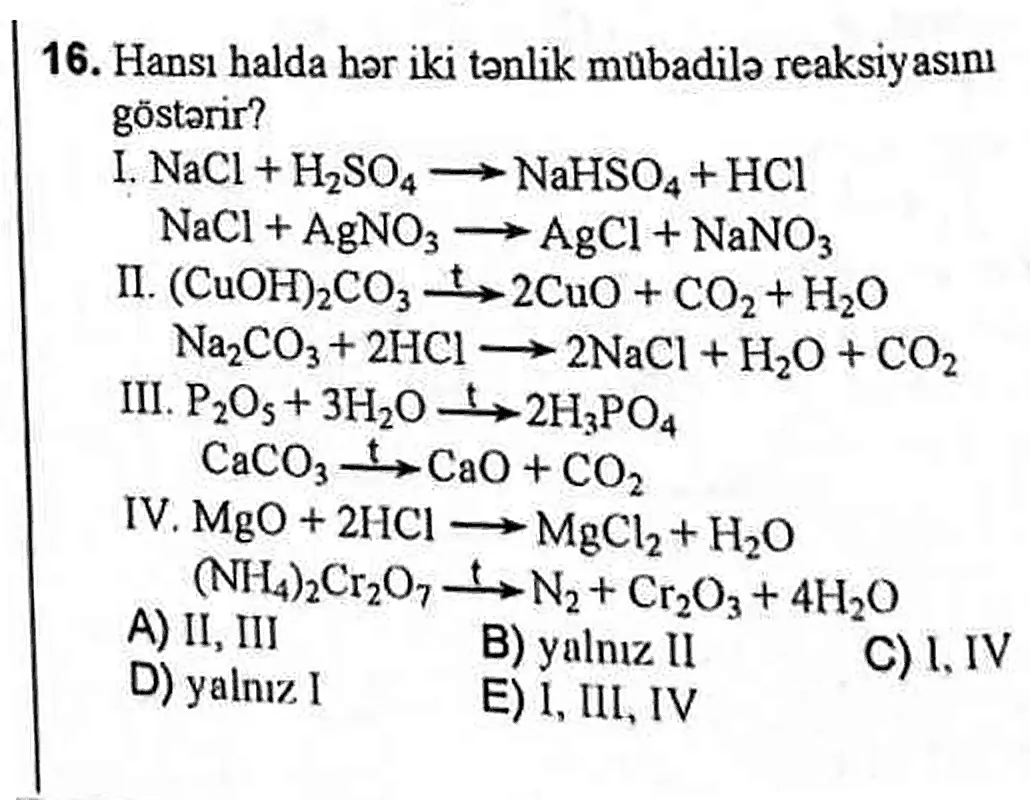 16. Hansı halda hər iki tənlik mübadilə reaksiyasını
göstərir?
I. NaCl + H₂SO₄ ⟶ NaHSO₄ + HCl
NaCl + AgNO₃ ⟶ AgCl + NaNO₃
II. (CuOH)₂CO₃ —t→ 2CuO + CO₂ + H₂O
Na₂CO₃ + 2HCl ⟶ 2NaCl + H₂O + CO₂
III. P₂O₅ + 3H₂O —t→ 2H₃PO₄
CaCO₃ —t→ CaO + CO₂
IV. MgO + 2HCl ⟶ MgCl₂ + H₂O
(NH₄)₂Cr₂O₇ —t→ N₂ + Cr₂O₃ + 4H₂O
A) II, III B) yalnız II C) I, IV
D) yalnız I E) I, III, IV